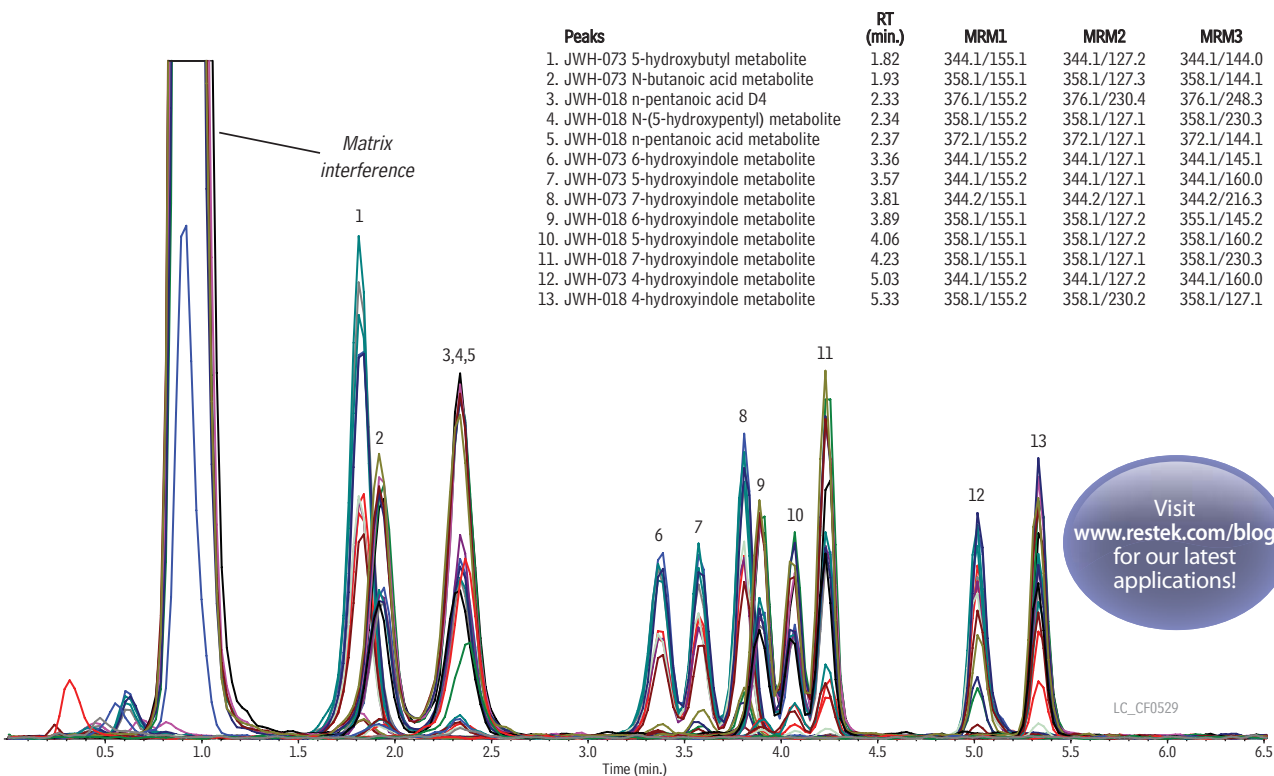 Peaks RT (min.) MRM1 MRM2 MRM3
1. JWH-073 5-hydroxybutyl metabolite 1.82 344.1/155.1 344.1/127.2 344.1/144.0
2. JWH-073 N-butanoic acid metabolite 1.93 358.1/155.1 358.1/127.3 358.1/144.1
3. JWH-018 n-pentanoic acid D4 2.33 376.1/155.2 376.1/230.4 376.1/248.3
4. JWH-018 N-(5-hydroxypentyl) metabolite 2.34 358.1/155.2 358.1/127.1 358.1/230.3
5. JWH-018 n-pentanoic acid metabolite 2.37 372.1/155.2 372.1/127.1 372.1/144.1
6. JWH-073 6-hydroxyindole metabolite 3.36 344.1/155.2 344.1/127.1 344.1/145.1
7. JWH-073 5-hydroxyindole metabolite 3.57 344.1/155.2 344.1/127.1 344.1/160.0
8. JWH-073 7-hydroxyindole metabolite 3.81 344.2/155.1 344.2/127.1 344.2/216.3
9. JWH-018 6-hydroxyindole metabolite 3.89 358.1/155.1 358.1/127.2 355.1/145.2
10. JWH-018 5-hydroxyindole metabolite 4.06 358.1/155.1 358.1/127.2 358.1/160.2
11. JWH-018 7-hydroxyindole metabolite 4.23 358.1/155.1 358.1/127.1 358.1/230.3
12. JWH-073 4-hydroxyindole metabolite 5.03 344.1/155.2 344.1/127.2 344.1/160.0
13. JWH-018 4-hydroxyindole metabolite 5.33 358.1/155.2 358.1/230.2 358.1/127.1
Matrix
interference
1
2
3,4,5
6
7
8
9
10
11
12
13
Visit
www.restek.com/blog
for our latest
applications!
LC_CF0529
0.5 1.0 1.5 2.0 2.5 3.0 3.5 4.0 4.5 5.0 5.5 6.0 6.5
Time (min.)